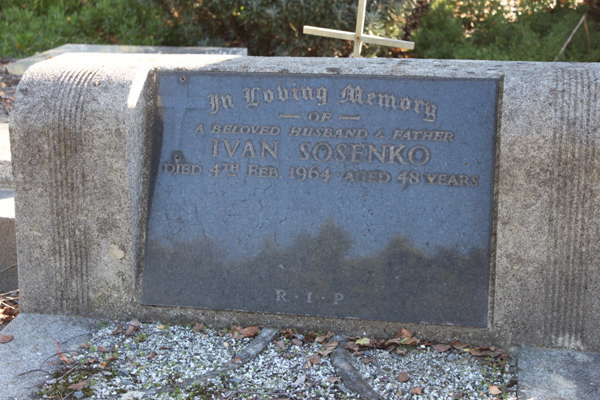 In Loving Memory
— OF —
A BELOVED HUSBAND & FATHER
IVAN SOSENKO
DIED 4TH FEB. 1964 AGED 48 YEARS.
R · I · P